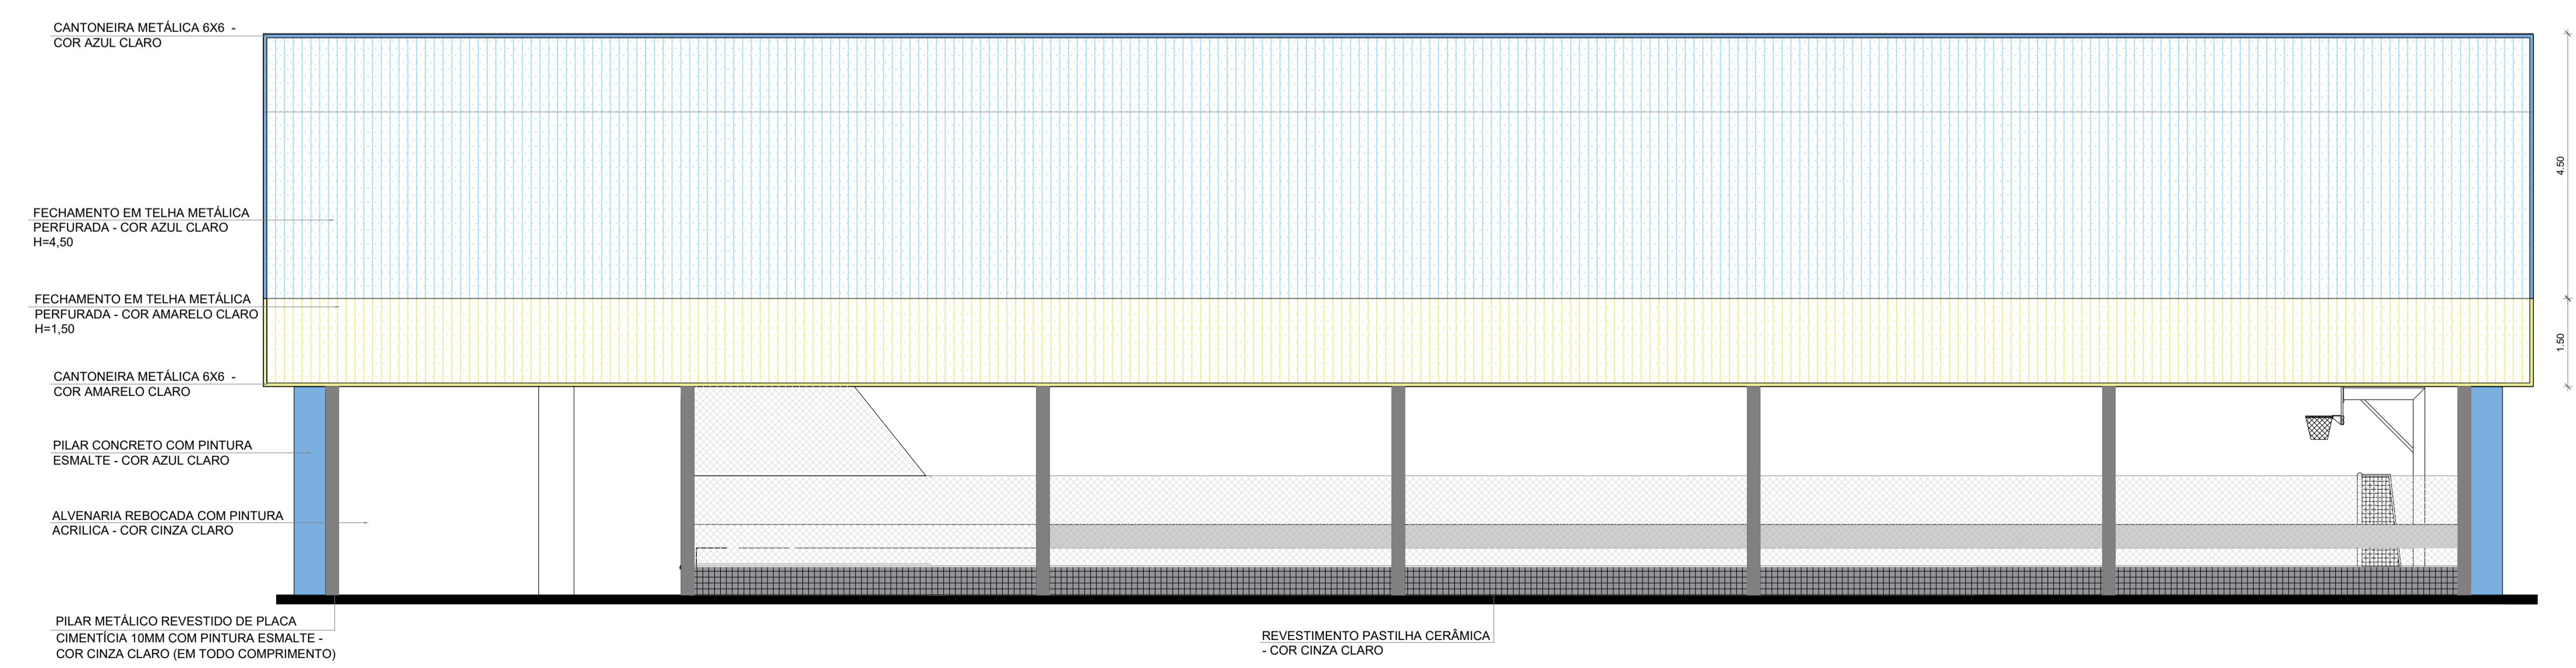 CANTONEIRA METÁLICA 6X6 -
COR AZUL CLARO
4.50
FECHAMENTO EM TELHA METÁLICA
PERFURADA - COR AZUL CLARO
H=4,50
FECHAMENTO EM TELHA METÁLICA
PERFURADA - COR AMARELO CLARO
H=1,50
1.50
CANTONEIRA METÁLICA 6X6 -
COR AMARELO CLARO
PILAR CONCRETO COM PINTURA
ESMALTE - COR AZUL CLARO
ALVENARIA REBOCADA COM PINTURA
ACRILICA - COR CINZA CLARO
PILAR METÁLICO REVESTIDO DE PLACA
CIMENTÍCIA 10MM COM PINTURA ESMALTE -
COR CINZA CLARO (EM TODO COMPRIMENTO)
REVESTIMENTO PASTILHA CERÂMICA
- COR CINZA CLARO